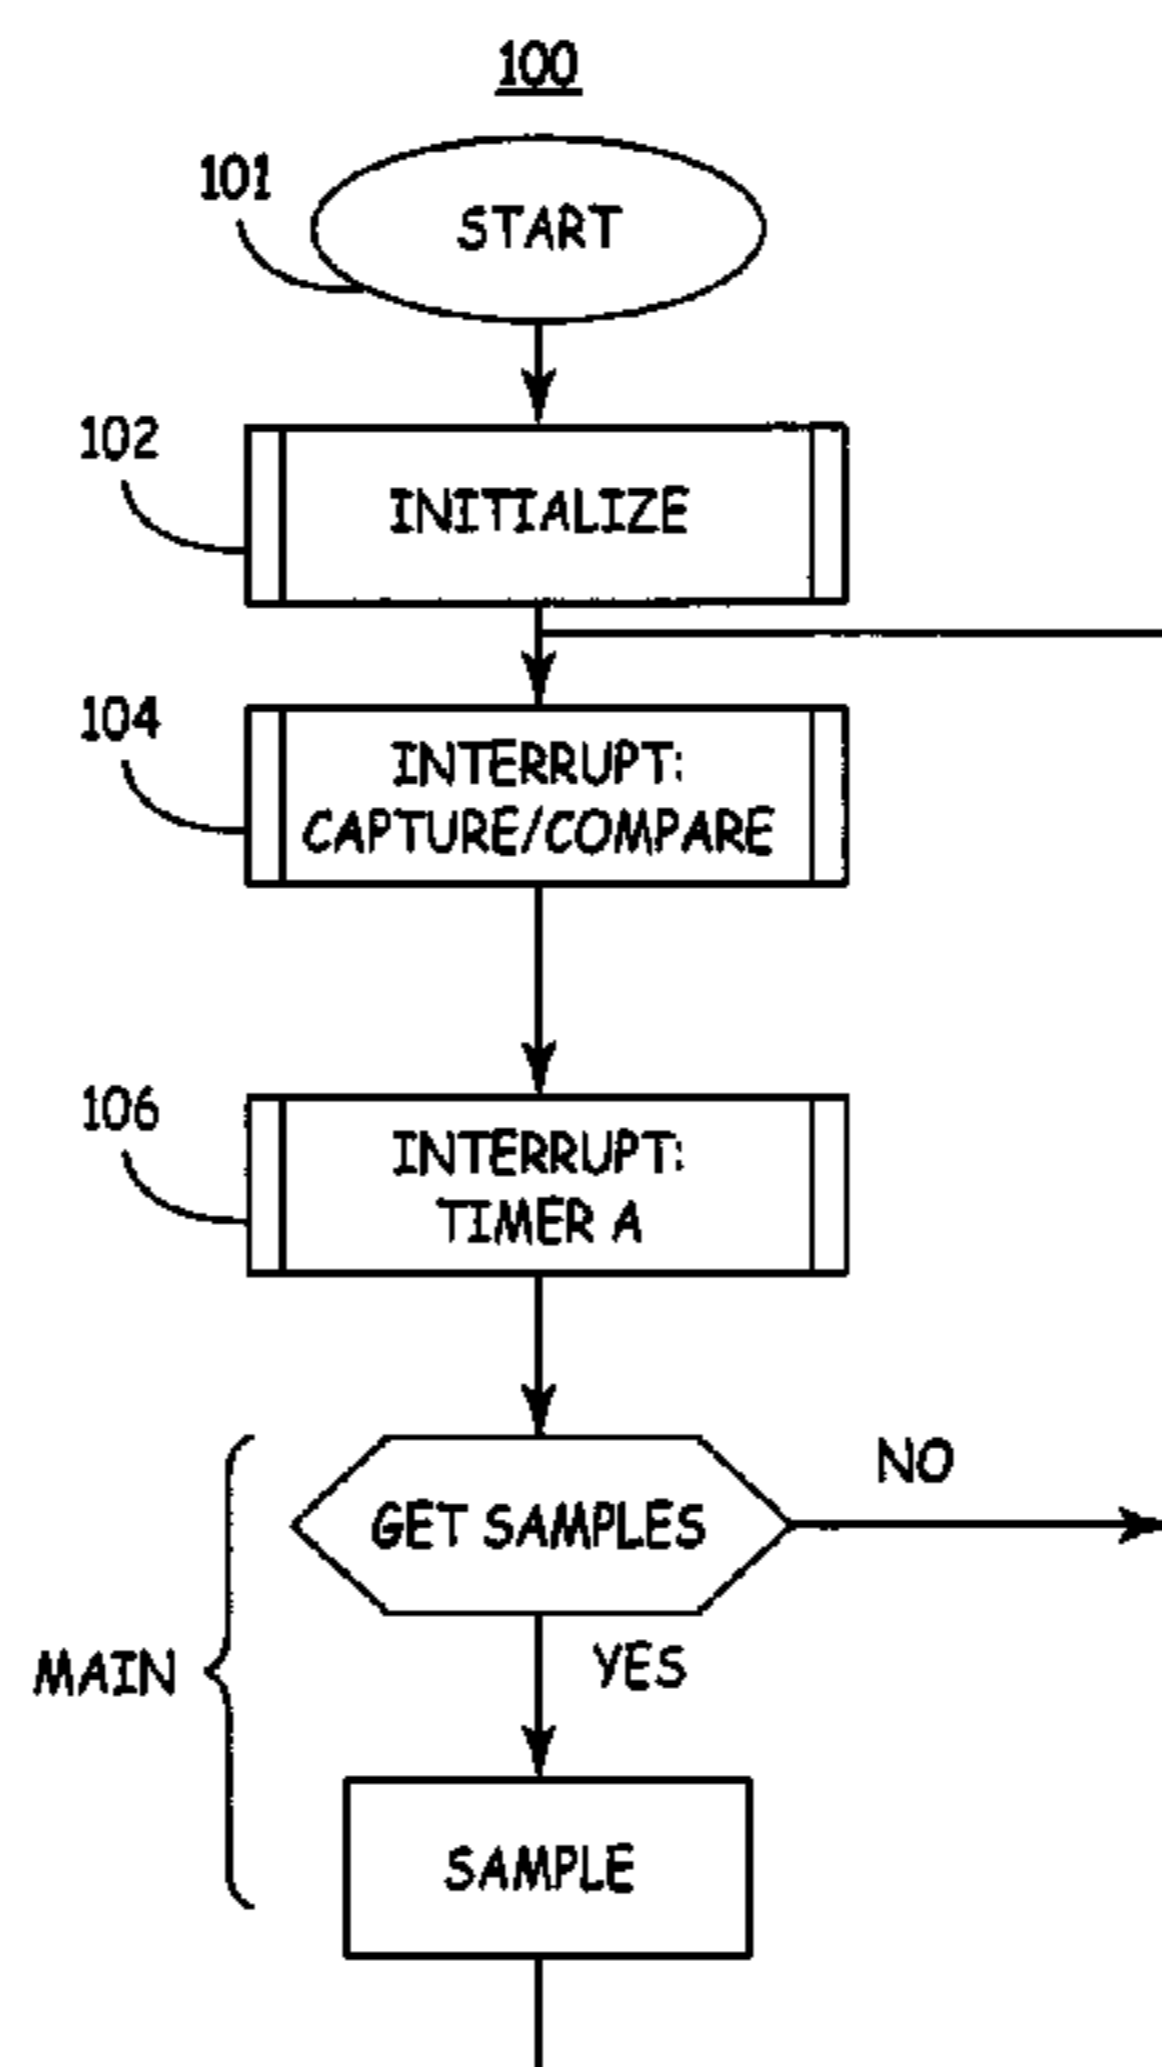 100
101
START
102
INITIALIZE
104
INTERRUPT:
CAPTURE/COMPARE
106
INTERRUPT:
TIMER A
GET SAMPLES
NO
YES
MAIN
SAMPLE